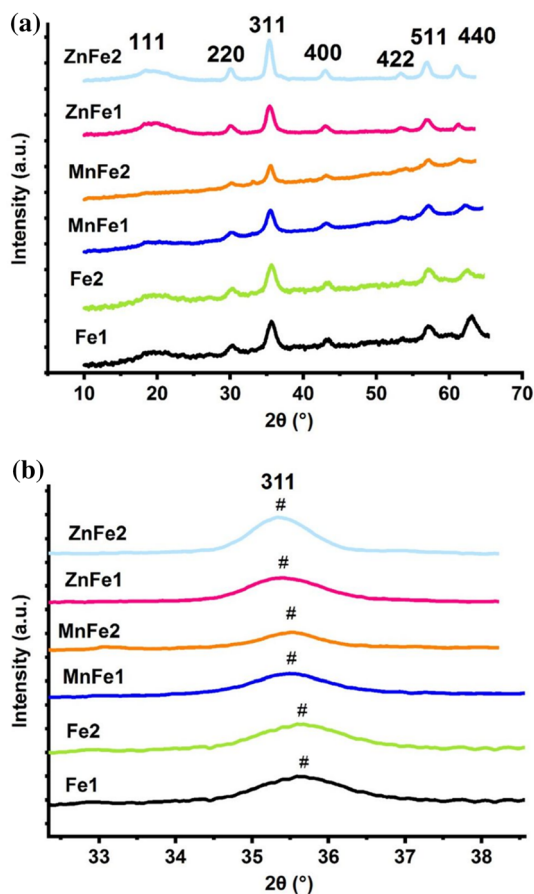 (a)
111
220
311
400
422
511
440
ZnFe2
ZnFe1
MnFe2
MnFe1
Fe2
Fe1
Intensity (a.u.)
10 20 30 40 50 60 70
2θ (°)
(b)
311
#
ZnFe2
#
ZnFe1
#
MnFe2
#
MnFe1
#
Fe2
#
Fe1
Intensity (a.u.)
33 34 35 36 37 38
2θ (°)